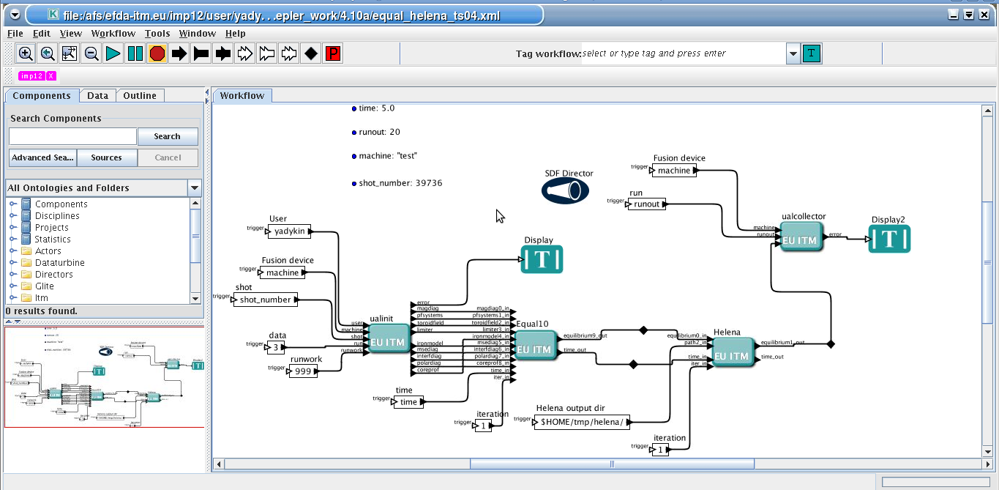 file:/afs/efda-itm.eu/imp12/user/yady...epler_work/4.10a/equal_helena_ts04.xml
File Edit View Workflow Tools Window Help
P Tag workflow: select or type tag and press enter T
imp12 X
Components Data Outline
Workflow
Search Components
Search
Advanced Sea... Sources Cancel
All Ontologies and Folders
Components
Disciplines
Projects
Statistics
Actors
Dataturbine
Directors
Glite
Itm
0 results found.
time: 5.0
runout: 20
machine: "test"
shot_number: 39736
SDF Director
Fusion device
trigger machine
run
trigger runout
ualcollector
machine
runout
EU ITM
error
Display2
T
User
trigger yadykin
Fusion device
trigger machine
shot
trigger shot_number
data
trigger 3
runwork
trigger 999
Display
T
ualinit
user
machine
shot
run
runwork
EU ITM
error
magdiag
pfsystems
toroidfield
limiter
ironmodel
msediag
interfdiag
polardiag
coreprof
magdiag0_in
pfsystems1_in
toroidfield2_in
limiter3_in
ironmodel4_in
msediag5_in
interfdiag6_in
polardiag7_in
coreprof8_in
time_in
iter_in
Equal10
EU ITM
equilibrium9_out
time_out
time
trigger time
iteration
trigger 1
Helena output dir
trigger $HOME/tmp/helena/
iteration
trigger 1
Helena
equilibrium0_in
path2_in
time_in
iter_in
EU ITM
equilibrium1_out
time_out